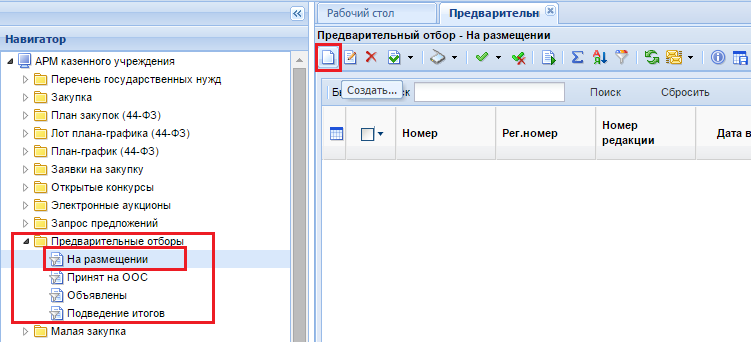 Навигатор
АРМ казенного учреждения
Перечень государственных нужд
Закупка
План закупок (44-ФЗ)
Лот плана-графика (44-ФЗ)
План-график (44-ФЗ)
Заявки на закупку
Открытые конкурсы
Электронные аукционы
Запрос предложений
Предварительные отборы
На размещении
Принят на ООС
Объявлены
Подведение итогов
Малая закупка
Рабочий стол
Предварительн
Предварительный отбор - На размещении
Создать...
Поиск
Сбросить
Номер
Рег.номер
Номер
редакции
Дата в